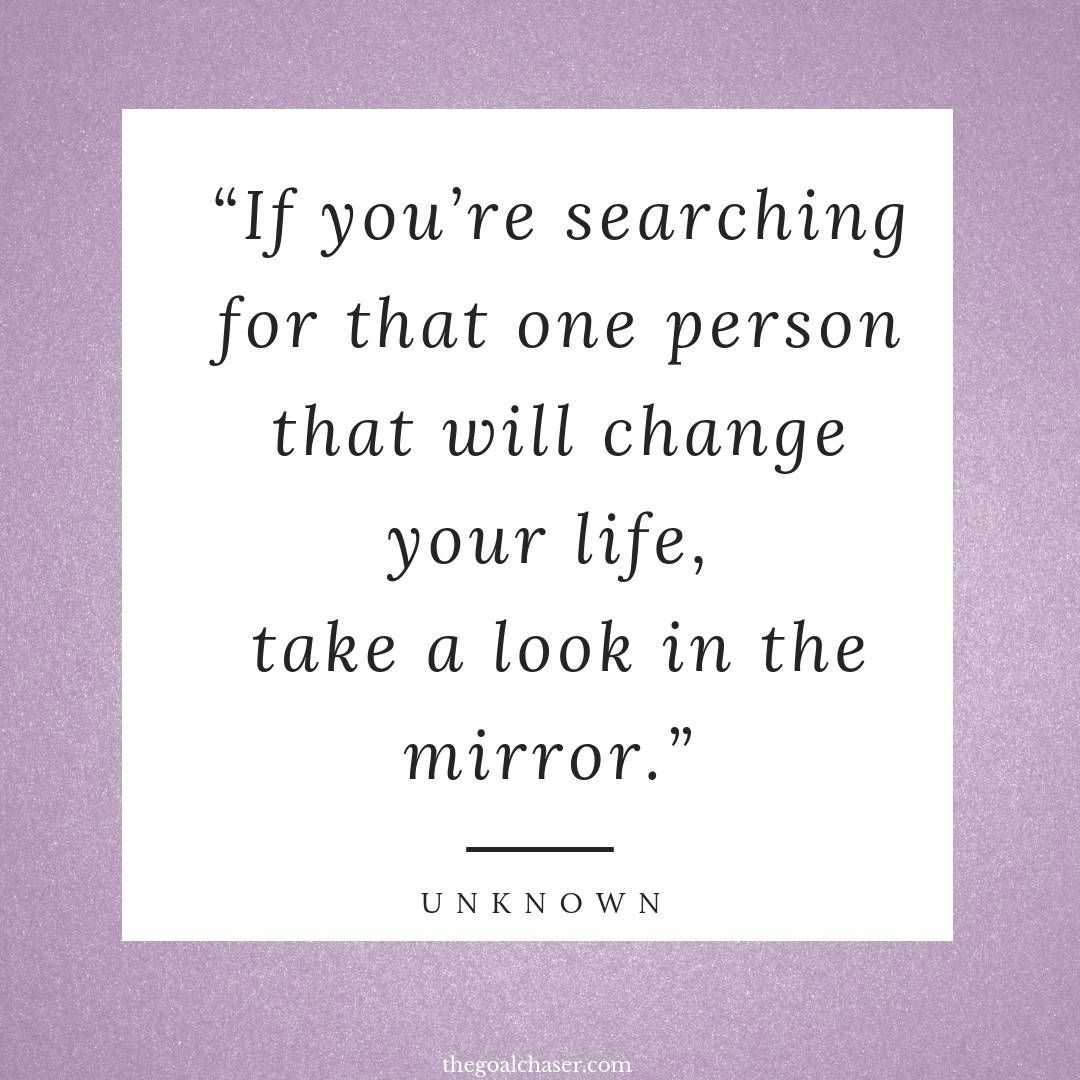 “If you’re searching
for that one person
that will change
your life,
take a look in the
mirror.”
UNKNOWN
thegoalchaser.com